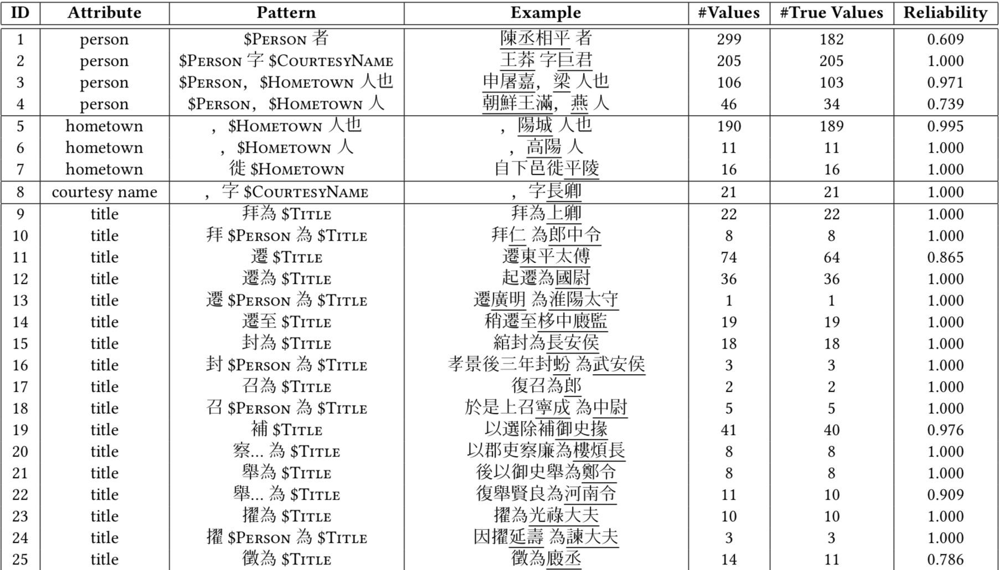 ID Attribute Pattern Example #Values #True Values Reliability
1 person $PERSON 者 陳丞相平 者 299 182 0.609
2 person $PERSON 字 $COURTESYNAME 王莽 字巨君 205 205 1.000
3 person $PERSON，$HOMETOWN 人也 申屠嘉，梁 人也 106 103 0.971
4 person $PERSON，$HOMETOWN 人 朝鮮王滿，燕 人 46 34 0.739
5 hometown ，$HOMETOWN 人也 ，陽城 人也 190 189 0.995
6 hometown ，$HOMETOWN 人 ，高陽 人 11 11 1.000
7 hometown 徙 $HOMETOWN 自下邑徙平陵 16 16 1.000
8 courtesy name ，字 $COURTESYNAME ，字長卿 21 21 1.000
9 title 拜為 $TITLE 拜為上卿 22 22 1.000
10 title 拜 $PERSON 為 $TITLE 拜仁 為郎中令 8 8 1.000
11 title 遷 $TITLE 遷東平太傅 74 64 0.865
12 title 遷為 $TITLE 起遷為國尉 36 36 1.000
13 title 遷 $PERSON 為 $TITLE 遷廣明 為淮陽太守 1 1 1.000
14 title 遷至 $TITLE 稍遷至栘中廄監 19 19 1.000
15 title 封為 $TITLE 綰封為長安侯 18 18 1.000
16 title 封 $PERSON 為 $TITLE 孝景後三年封蚡 為武安侯 3 3 1.000
17 title 召為 $TITLE 復召為郎 2 2 1.000
18 title 召 $PERSON 為 $TITLE 於是上召寧成 為中尉 5 5 1.000
19 title 補 $TITLE 以選除補御史掾 41 40 0.976
20 title 察... 為 $TITLE 以郡吏察廉為樓煩長 8 8 1.000
21 title 舉為 $TITLE 後以御史舉為鄭令 8 8 1.000
22 title 舉... 為 $TITLE 復舉賢良為河南令 11 10 0.909
23 title 擢為 $TITLE 擢為光祿大夫 10 10 1.000
24 title 擢 $PERSON 為 $TITLE 因擢延壽 為諫大夫 3 3 1.000
25 title 徵為 $TITLE 徵為廄丞 14 11 0.786